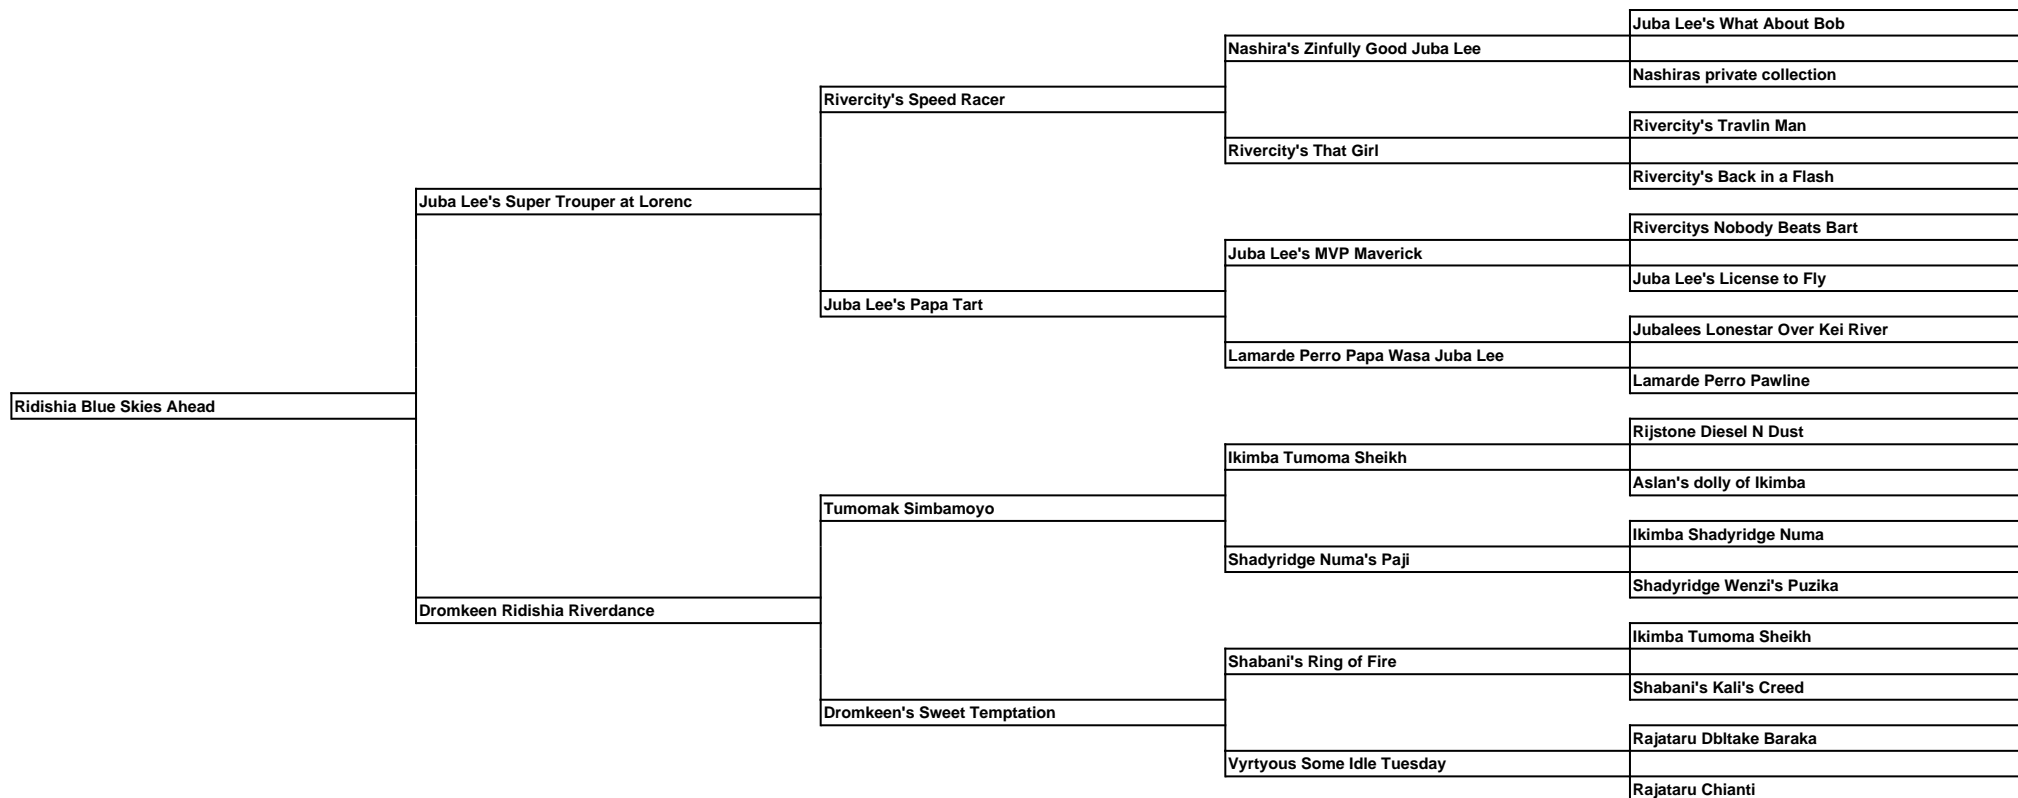 Juba Lee's What About Bob
Nashira's Zinfully Good Juba Lee
Nashiras private collection
Rivercity's Speed Racer
Rivercity's Travlin Man
Rivercity's That Girl
Rivercity's Back in a Flash
Juba Lee's Super Trouper at Lorenc
Rivercitys Nobody Beats Bart
Juba Lee's MVP Maverick
Juba Lee's License to Fly
Juba Lee's Papa Tart
Jubalees Lonestar Over Kei River
Lamarde Perro Papa Wasa Juba Lee
Lamarde Perro Pawline
Ridishia Blue Skies Ahead
Rijstone Diesel N Dust
Ikimba Tumoma Sheikh
Aslan's dolly of Ikimba
Tumomak Simbamoyo
Ikimba Shadyridge Numa
Shadyridge Numa's Paji
Shadyridge Wenzi's Puzika
Dromkeen Ridishia Riverdance
Ikimba Tumoma Sheikh
Shabani's Ring of Fire
Shabani's Kali's Creed
Dromkeen's Sweet Temptation
Rajataru Dbltake Baraka
Vyrtyous Some Idle Tuesday
Rajataru Chianti